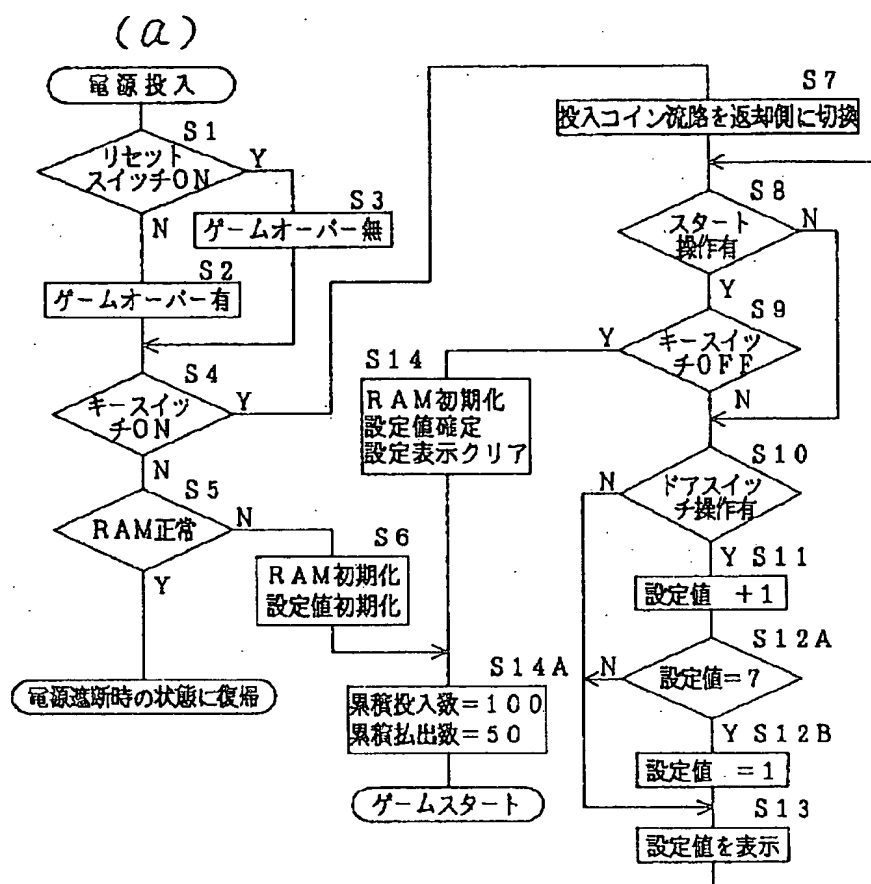 (a)
電源投入
S1
リセット
スイッチON
Y
N
S3
ゲームオーバー無
S2
ゲームオーバー有
S4
キースイッ
チON
Y
N
S5
RAM正常
N
Y
S6
RAM初期化
設定値初期化
電源遮断時の状態に復帰
S7
投入コイン流路を返却側に切換
S8
スタート
操作有
N
Y
S9
キースイッ
チOFF
Y
N
S14
RAM初期化
設定値確定
設定表示クリア
S10
ドアスイッ
チ操作有
N
Y S11
設定値 +1
S12A
設定値=7
N
Y S12B
設定値 =1
S13
設定値を表示
S14A
累積投入数=100
累積払出数=50
ゲームスタート